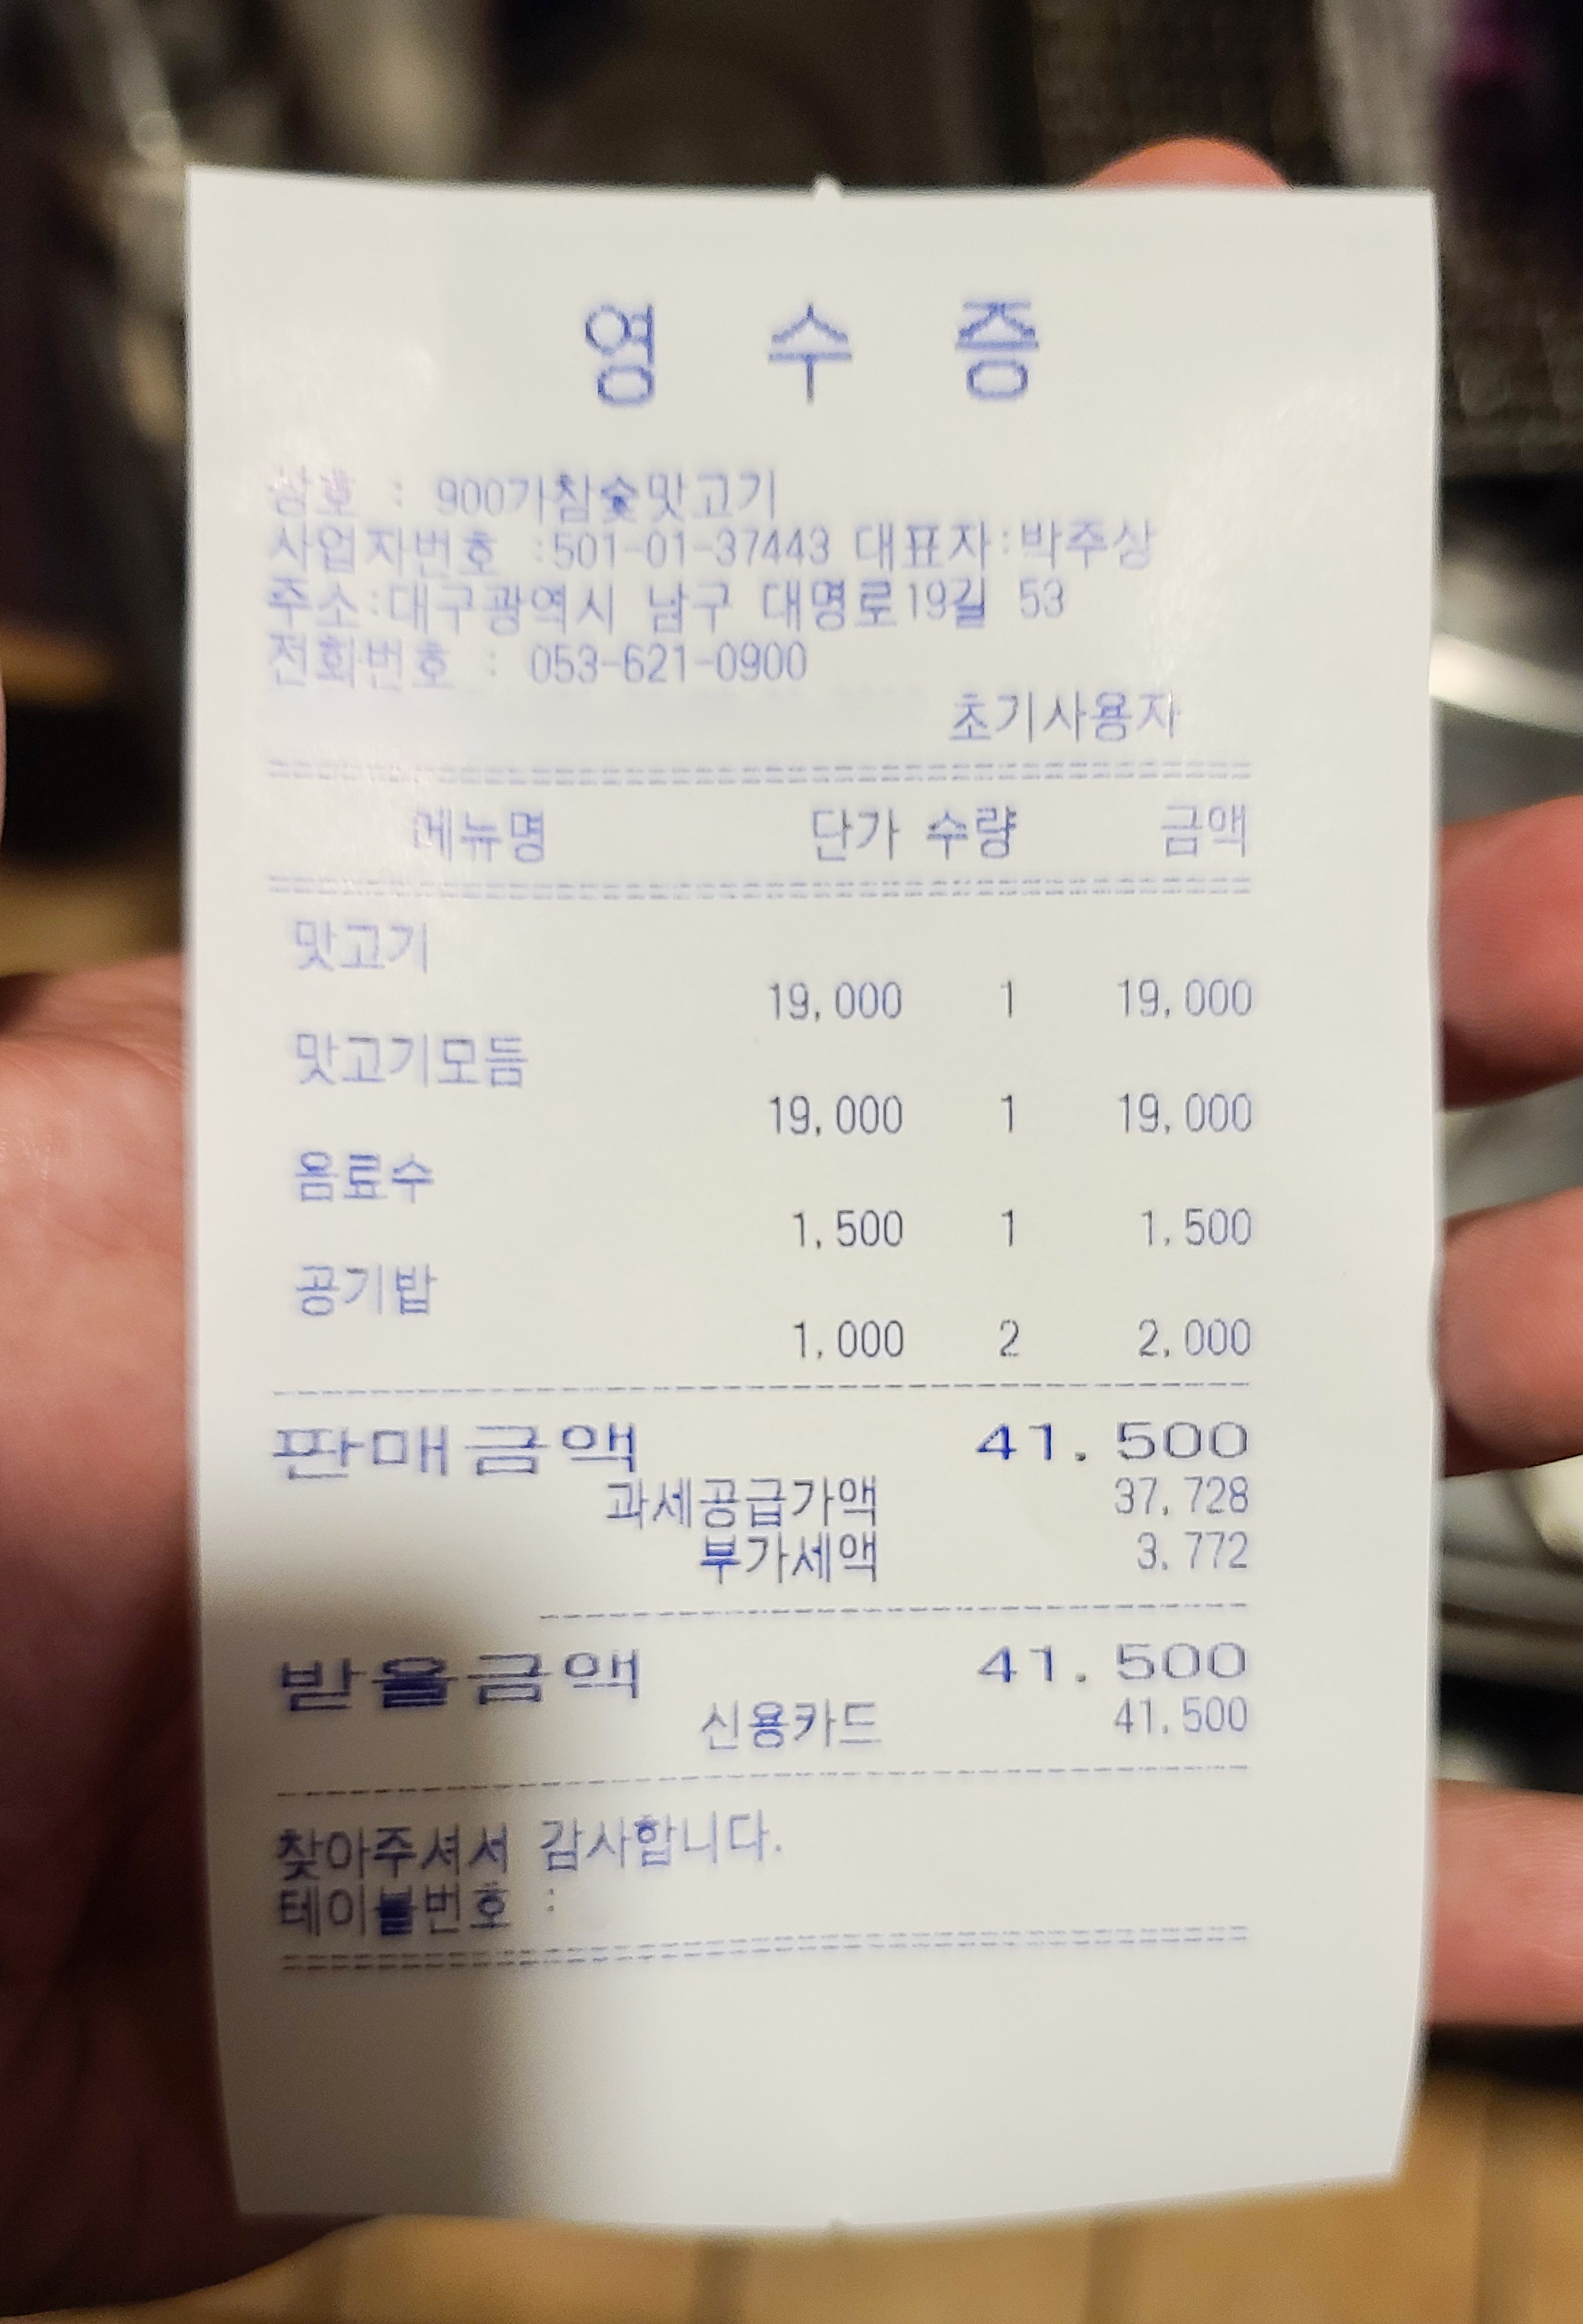 영 수 증
상호 : 900가참숯맛고기
사업자번호 :501-01-37443 대표자:박주상
주소:대구광역시 남구 대명로19길 53
전화번호 : 053-621-0900
초기사용자
메뉴명 단가 수량 금액
맛고기
19,000 1 19,000
맛고기모듬
19,000 1 19,000
음료수
1,500 1 1,500
공기밥
1,000 2 2,000
판매금액 41,500
과세공급가액 37,728
부가세액 3,772
받을금액 41,500
신용카드 41,500
찾아주셔서 감사합니다.
테이블번호 :